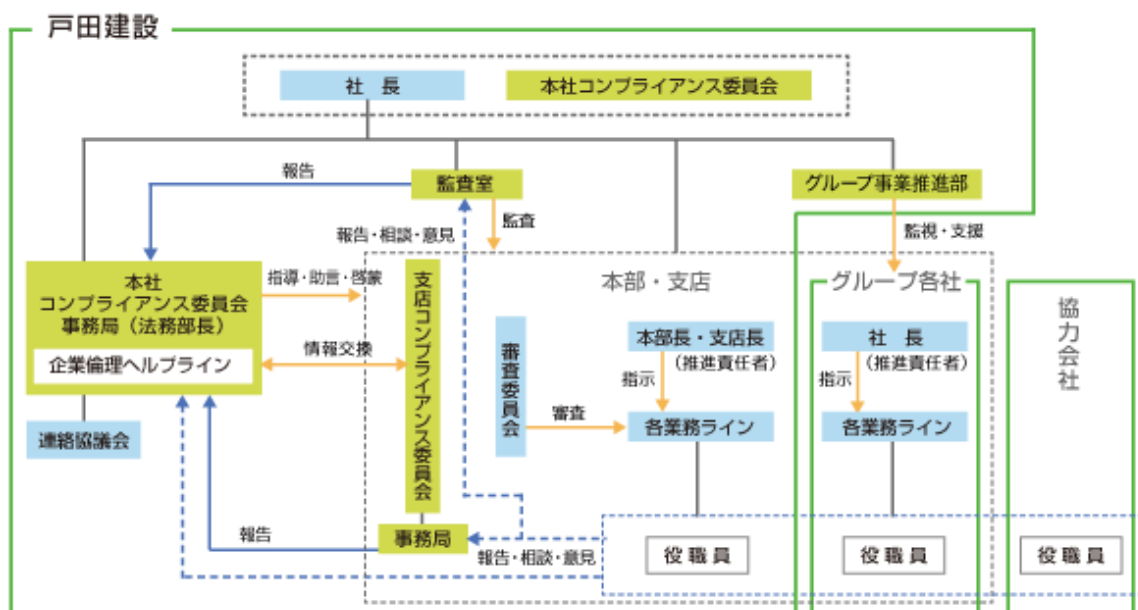 戸田建設
社 長
本社コンプライアンス委員会
報告
監査室
グループ事業推進部
監査
報告・相談・意見
監視・支援
本社
コンプライアンス委員会
事務局（法務部長）
企業倫理ヘルプライン
指導・助言・啓蒙
支店コンプライアンス委員会
本部・支店
グループ各社
協力会社
情報交換
審査委員会
本部長・支店長
（推進責任者）
社 長
（推進責任者）
指示
指示
審査
各業務ライン
各業務ライン
連絡協議会
報告
事務局
報告・相談・意見
役職員
役職員
役職員